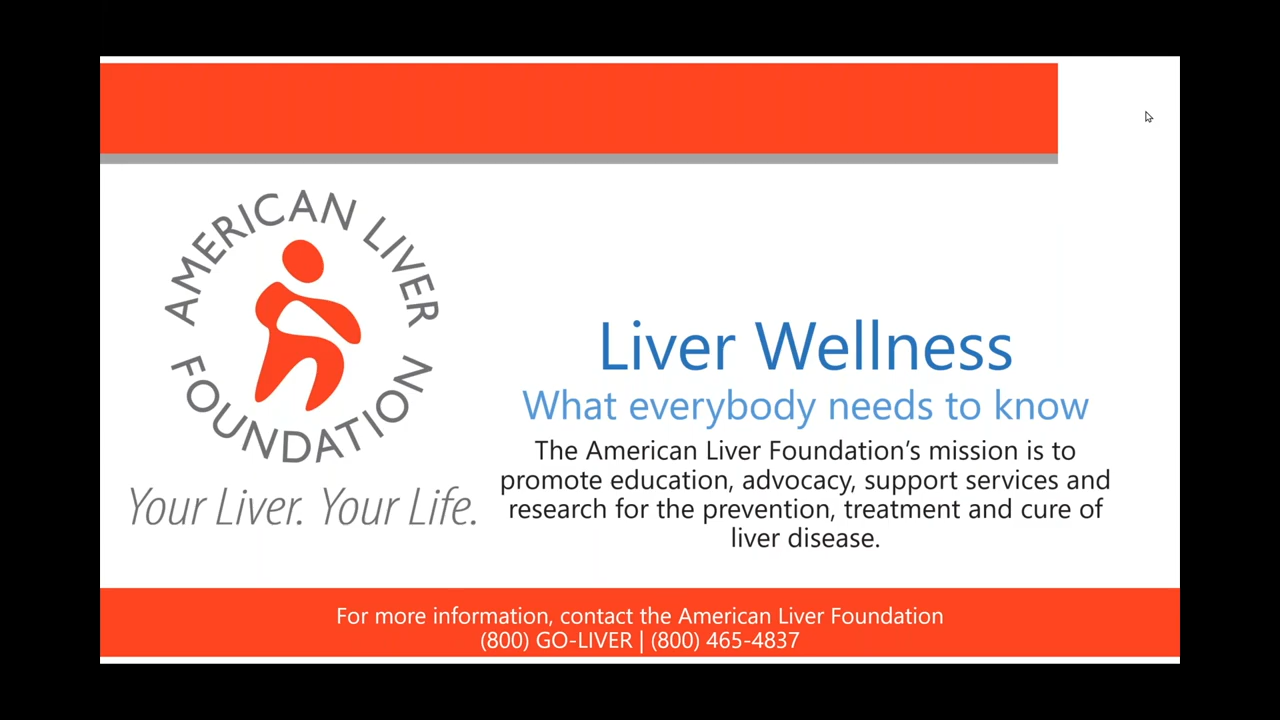 AMERICAN LIVER
FOUNDATION
Your Liver. Your Life.
Liver Wellness
What everybody needs to know
The American Liver Foundation’s mission is to
promote education, advocacy, support services and
research for the prevention, treatment and cure of
liver disease.
For more information, contact the American Liver Foundation
(800) GO-LIVER | (800) 465-4837